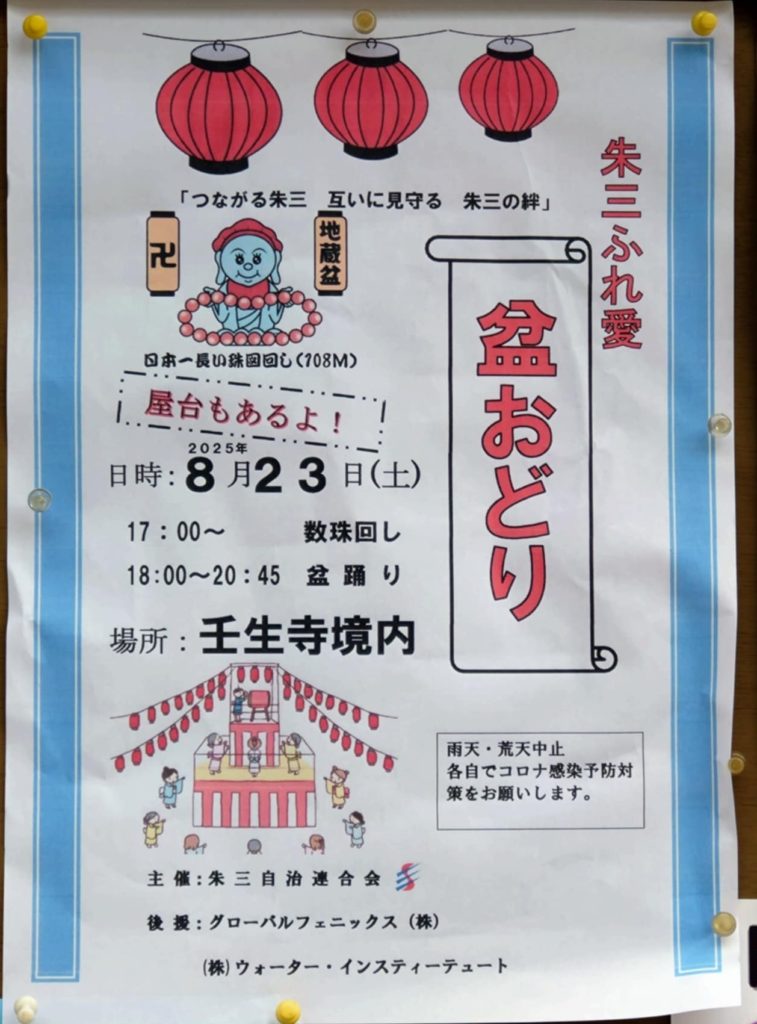 朱三ふれ愛
盆おどり
「つながる朱三　互いに見守る　朱三の絆」
卍
地蔵盆
日本一長い珠図回し(108M)
屋台もあるよ！
2025年
日時：8月23日(土)
17：00～　数珠回し
18:00～20：45　盆踊り
場所：壬生寺境内
雨天・荒天中止
各自でコロナ感染予防対
策をお願いします。
主催：朱三自治連合会
後援：グローバルフェニックス（株）
(株)ウォーター・インスティーテュート